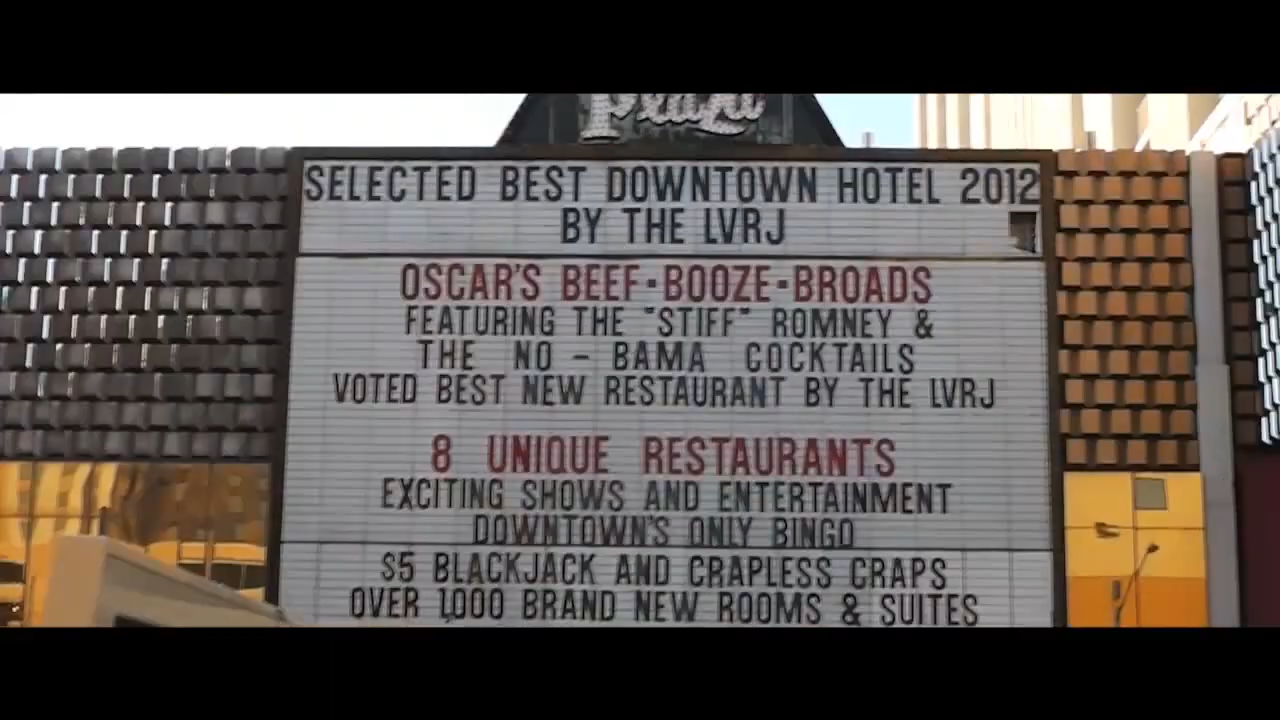 Plaza
SELECTED BEST DOWNTOWN HOTEL 2012
BY THE LVRJ
OSCAR'S BEEF·BOOZE·BROADS
FEATURING THE "STIFF" ROMNEY &
THE NO - BAMA COCKTAILS
VOTED BEST NEW RESTAURANT BY THE LVRJ
8 UNIQUE RESTAURANTS
EXCITING SHOWS AND ENTERTAINMENT
DOWNTOWN'S ONLY BINGO
$5 BLACKJACK AND CRAPLESS CRAPS
OVER 1,000 BRAND NEW ROOMS & SUITES